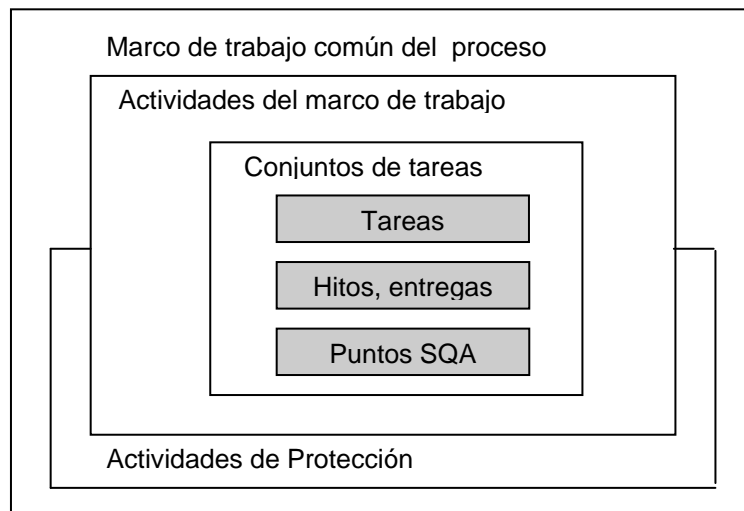 Marco de trabajo común del proceso
Actividades del marco de trabajo
Conjuntos de tareas
Tareas
Hitos, entregas
Puntos SQA
Actividades de Protección